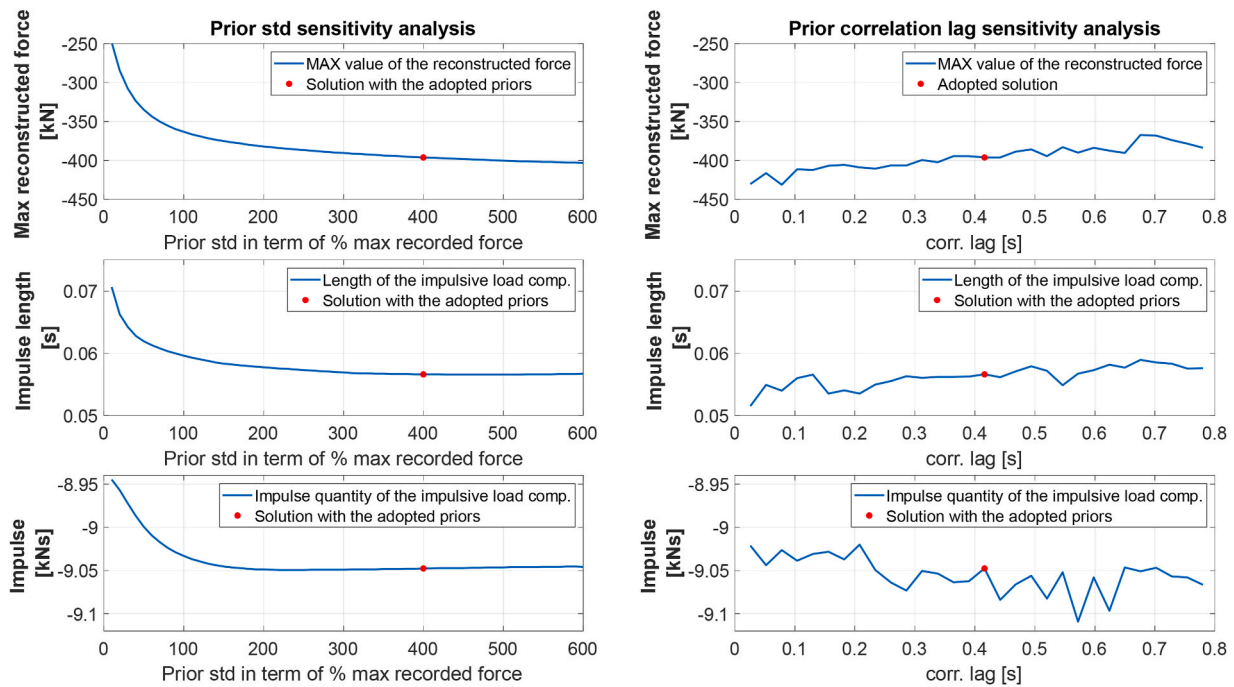 Prior std sensitivity analysis
Max reconstructed force
[kN]
-250
-300
-350
-400
-450
MAX value of the reconstructed force
Solution with the adopted priors
0 100 200 300 400 500 600
Prior std in term of % max recorded force
Impulse length
[s]
0.07
0.06
0.05
Length of the impulsive load comp.
Solution with the adopted priors
0 100 200 300 400 500 600
Prior std in term of % max recorded force
Impulse
[kNs]
-8.95
-9
-9.05
-9.1
Impulse quantity of the impulsive load comp.
Solution with the adopted priors
0 100 200 300 400 500 600
Prior std in term of % max recorded force
Prior correlation lag sensitivity analysis
Max reconstructed force
[kN]
-250
-300
-350
-400
-450
MAX value of the reconstructed force
Adopted solution
0 0.1 0.2 0.3 0.4 0.5 0.6 0.7 0.8
corr. lag [s]
Impulse length
[s]
0.07
0.06
0.05
Length of the impulsive load comp.
Solution with the adopted priors
0 0.1 0.2 0.3 0.4 0.5 0.6 0.7 0.8
corr. lag [s]
Impulse
[kNs]
-8.95
-9
-9.05
-9.1
Impulse quantity of the impulsive load comp.
Solution with the adopted priors
0 0.1 0.2 0.3 0.4 0.5 0.6 0.7 0.8
corr. lag [s]